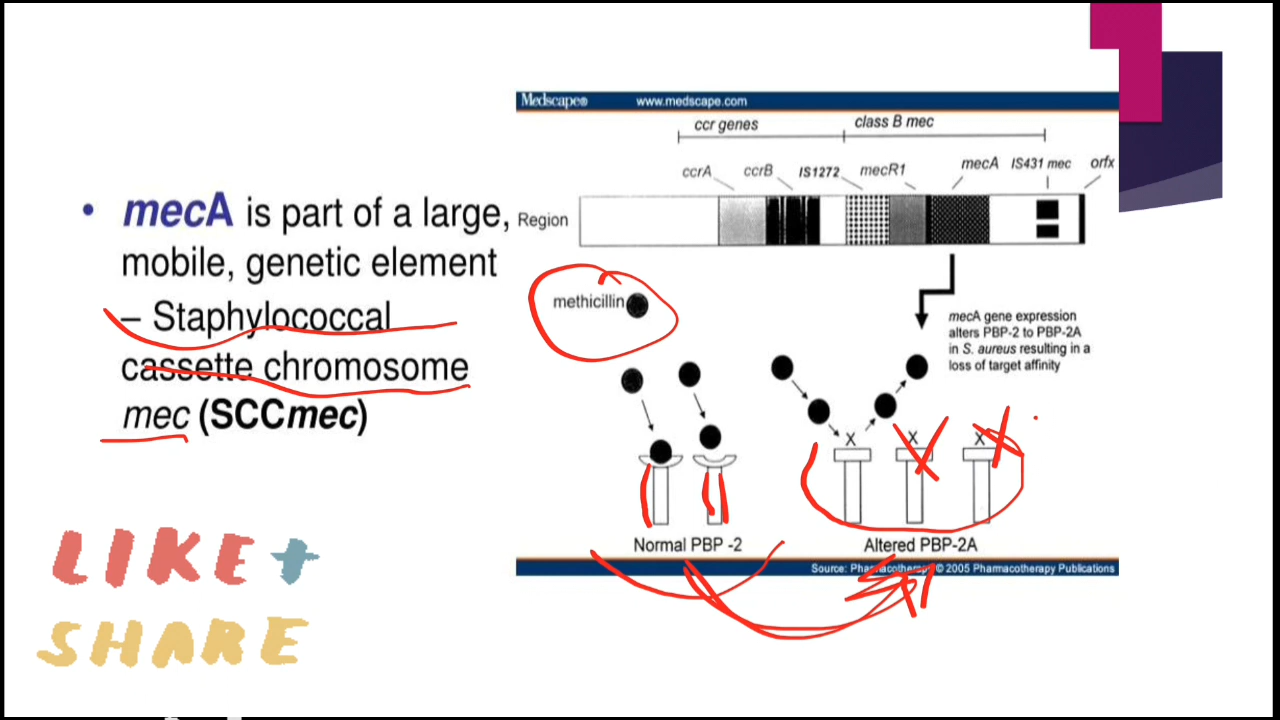 Medscape® www.medscape.com
ccr genes class B mec
ccrA ccrB IS1272 mecR1 mecA IS431 mec orfx
Region
• mecA is part of a large,
mobile, genetic element
– Staphylococcal
cassette chromosome
mec (SCCmec)
methicillin
mecA gene expression
alters PBP-2 to PBP-2A
in S. aureus resulting in a
loss of target affinity
X X X
Normal PBP -2 Altered PBP-2A
Source: Pharmacotherapy © 2005 Pharmacotherapy Publications
LIKE+
SHARE